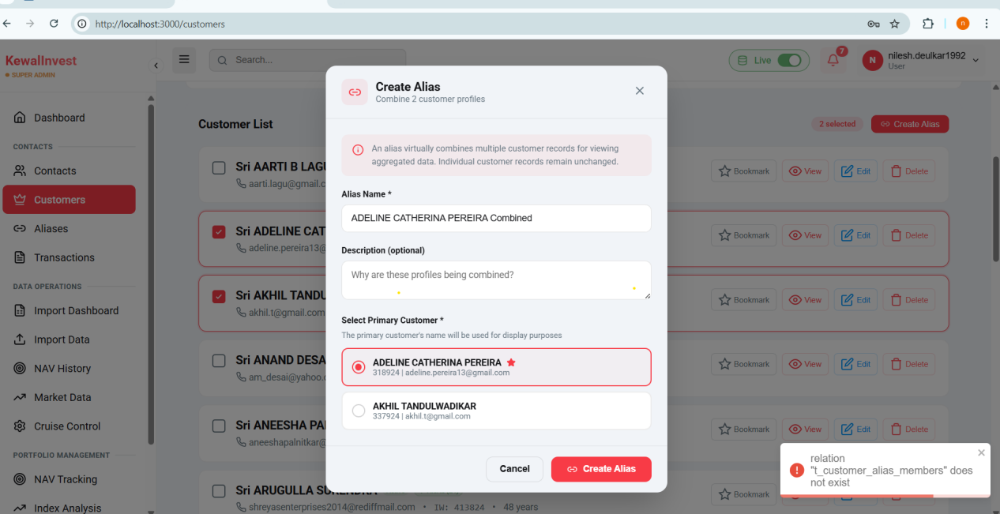 http://localhost:3000/customers
n
KewalInvest
SUPER ADMIN
Search...
Live
7
N
nilesh.deulkar1992
User
Dashboard
CONTACTS
Contacts
Customers
Aliases
Transactions
DATA OPERATIONS
Import Dashboard
Import Data
NAV History
Market Data
Cruise Control
PORTFOLIO MANAGEMENT
NAV Tracking
Index Analysis
Customer List
2 selected
Create Alias
Sri AARTI B LAGU
aarti.lagu@gmail.c
Bookmark View Edit Delete
Sri ADELINE CAT
adeline.pereira13@
Bookmark View Edit Delete
Sri AKHIL TANDU
akhil.t@gmail.com
Bookmark View Edit Delete
Sri ANAND DESA
am_desai@yahoo.
Bookmark View Edit Delete
Sri ANEESHA PA
aneeshapalnitkar@
Bookmark View Edit Delete
Sri ARUGULLA SURENDRA
shreyasenterprises2014@rediffmail.com • IW: 413824 • 48 years
Bookmark
Create Alias
Combine 2 customer profiles
An alias virtually combines multiple customer records for viewing
aggregated data. Individual customer records remain unchanged.
Alias Name *
ADELINE CATHERINA PEREIRA Combined
Description (optional)
Why are these profiles being combined?
Select Primary Customer *
The primary customer's name will be used for display purposes
ADELINE CATHERINA PEREIRA
318924 | adeline.pereira13@gmail.com
AKHIL TANDULWADIKAR
337924 | akhil.t@gmail.com
Cancel
Create Alias
relation
"t_customer_alias_members" does
not exist